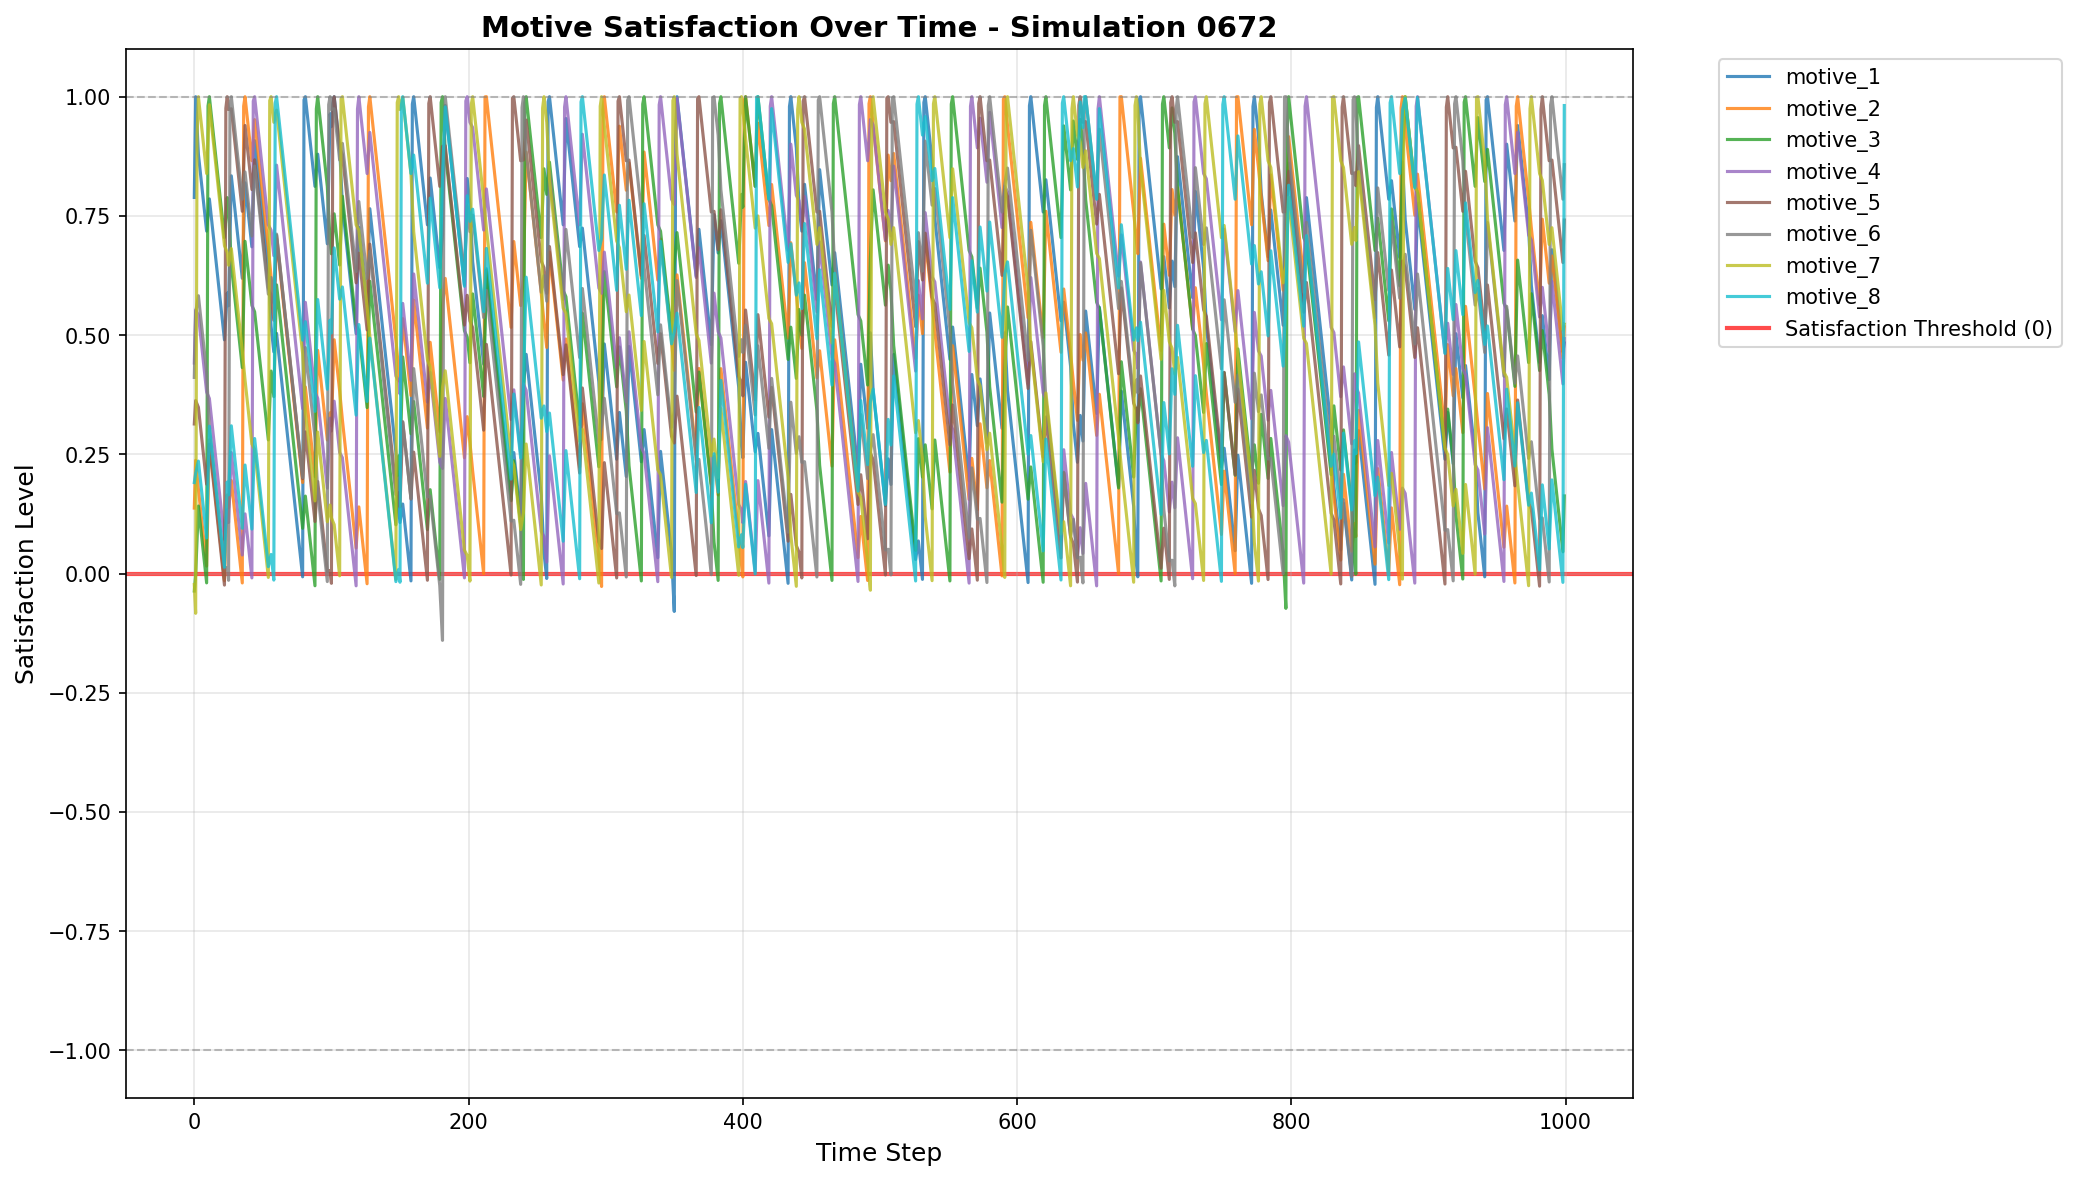 Motive Satisfaction Over Time - Simulation 0672
1.00
0.75
0.50
0.25
0.00
−0.25
−0.50
−0.75
−1.00
Satisfaction Level
0
200
400
600
800
1000
Time Step
motive_1
motive_2
motive_3
motive_4
motive_5
motive_6
motive_7
motive_8
Satisfaction Threshold (0)